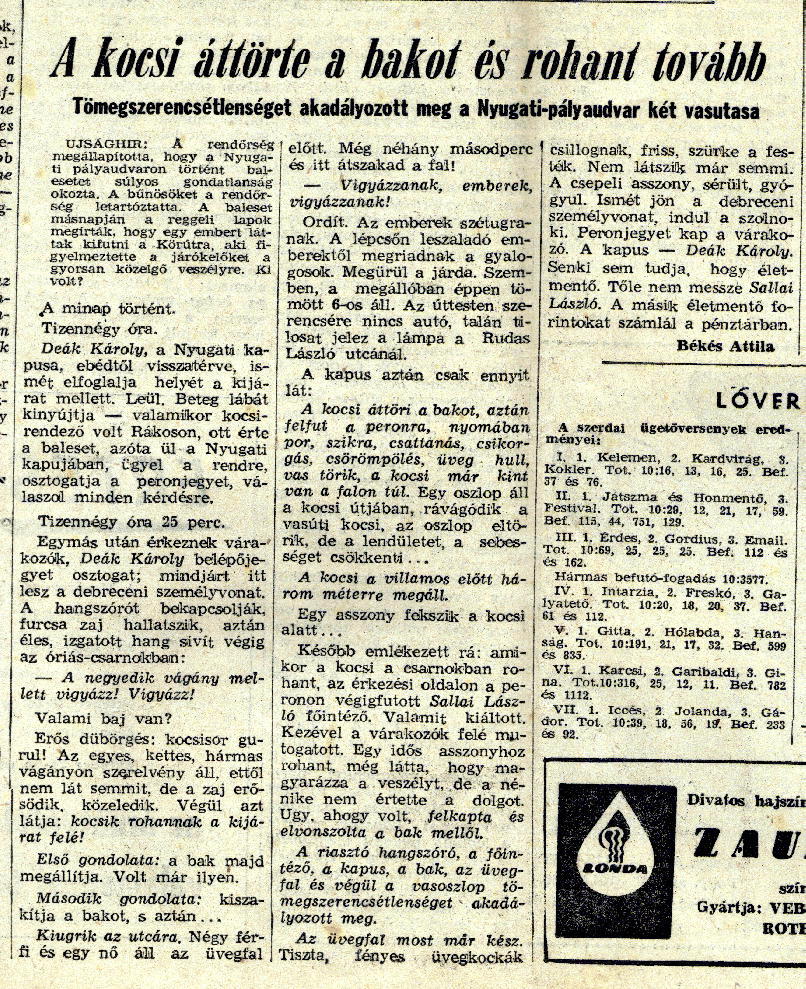 A kocsi áttörte a bakot és rohant tovább
Tömegszerencsétlenséget akadályozott meg a Nyugati-pályaudvar két vasutasa
UJSÁGHIR: A rendőrség
megállapította, hogy a Nyuga-
ti pályaudvaron történt bal-
esetet súlyos gondatlanság
okozta. A bűnösöket a rendőr-
ség letartóztatta. A baleset
másnapján a reggeli lapok
megírták, hogy egy embert lát-
tak kifutni a Körútra, aki fi-
gyelmeztette a járókelőket a
gyorsan közelgő veszélyre. Ki
volt?
A minap történt.
Tizennégy óra.
Deák Károly, a Nyugati ka-
pusa, ebédtől visszatérve, is-
mét elfoglalja helyét a kijá-
rat mellett. Leül. Beteg lábát
kinyújtja — valamikor kocsi-
rendező volt Rákoson, ott érte
a baleset, azóta ül a Nyugati
kapujában, ügyel a rendre,
osztogatja a peronjegyet, vá-
laszol minden kérdésre.
Tizennégy óra 25 perc.
Egymás után érkeznek vára-
kozók, Deák Károly belépője-
gyet osztogat; mindjárt itt
lesz a debreceni személyvonat.
A hangszórót bekapcsolják,
furcsa zaj hallatszik, aztán
éles, izgatott hang sivít végig
az óriás-csarnokban:
— A negyedik vágány mel-
lett vigyázz! Vigyázz!
Valami baj van?
Erős dübörgés: kocsisor gu-
rul! Az egyes, kettes, hármas
vágányon szerelvény áll, ettől
nem lát semmit, de a zaj erő-
södik, közeledik. Végül azt
látja: kocsik rohannak a kijá-
rat felé!
Első gondolata: a bak majd
megállítja. Volt már ilyen.
Második gondolata: kisza-
kítja a bakot, s aztán...
Kiugrik az utcára. Négy fér-
fi és egy nő áll az üvegfal
előtt. Még néhány másodperc
és itt átszakad a fal!
— Vigyázzanak, emberek,
vigyázzanak!
Ordít. Az emberek szétugra-
nak. A lépcsőn leszaladó em-
berektől megriadnak a gyalo-
gosok. Megürül a járda. Szem-
ben, a megállóban éppen tö-
mött 6-os áll. Az úttesten sze-
rencsére nincs autó, talán ti-
losat jelez a lámpa a Rudas
László utcánál.
A kapus aztán csak ennyit
lát:
A kocsi áttöri a bakot, aztán
felfut a peronra, nyomában
por, szikra, csattanás, csikor-
gás, csörömpölés, üveg hull,
vas törik, a kocsi már kint
van a falon túl. Egy oszlop áll
a kocsi útjában, rávágódik a
vasúti kocsi, az oszlop eltö-
rik, de a lendületet, a sebes-
séget csökkenti...
A kocsi a villamos előtt há-
rom méterre megáll.
Egy asszony fekszik a kocsi
alatt...
Később emlékezett rá: ami-
kor a kocsi a csarnokban ro-
hant, az érkezési oldalon a pe-
ronon végigfutott Sallai Lász-
ló főintéző. Valamit kiáltott.
Kezével a várakozók felé mu-
togatott. Egy idős asszonyhoz
rohant, még látta, hogy ma-
gyarázza a veszélyt, de a né-
nike nem értette a dolgot.
Ugy, ahogy volt, felkapta és
elvonszolta a bak mellől.
A riasztó hangszóró, a főin-
téző, a kapus, a bak, az üveg-
fal és végül a vasoszlop tö-
megszerencsétlenséget akadá-
lyozott meg.
Az üvegfal most már kész.
Tiszta, fényes üvegkockák
csillognak, friss, szürke a fes-
ték. Nem látszik már semmi.
A csepeli asszony, sérült, gyó-
gyul. Ismét jön a debreceni
személyvonat, indul a szolno-
ki. Peronjegyet kap a várako-
zó. A kapus — Deák Károly.
Senki sem tudja, hogy élet-
mentő. Tőle nem messze Sallai
László. A másik életmentő fo-
rintokat számlál a pénztárban.
Békés Attila
LÓVER
A szerdai ügetőversenyek ered-
ményei:
I. 1. Kelemen, 2. Kardvirág, 3.
Kokler. Tot. 10:16, 13, 16, 25. Bef.
37 és 76.
II. 1. Játszma és Honmentő, 3.
Festival. Tot. 10:29, 12, 21, 17, 59.
Bef. 115, 44, 751, 129.
III. 1. Érdes, 2. Gordius, 3. Email.
Tot. 10:69, 25, 25, 25. Bef. 112 és
és 162.
Hármas befutó-fogadás 10:3577.
IV. 1. Intarzia, 2. Freskó, 3. Ga-
lyatető. Tot. 10:20, 18, 20, 37. Bef.
61 és 112.
V. 1. Gitta, 2. Hólabda, 3. Han-
ság. Tot. 10:191, 21, 17, 32. Bef. 599
és 835.
VI. 1. Karcsi, 2. Garibaldi, 3. Gi-
na. Tot.10:316, 25, 12, 11. Bef. 782
és 1112.
VII. 1. Iccés, 2. Jolanda, 3. Gá-
dor. Tot. 10:39, 18, 56, 19. Bef. 233
és 92.
LONDA
Divatos hajszín
ZAU
szín
Gyártja: VEB
ROTE